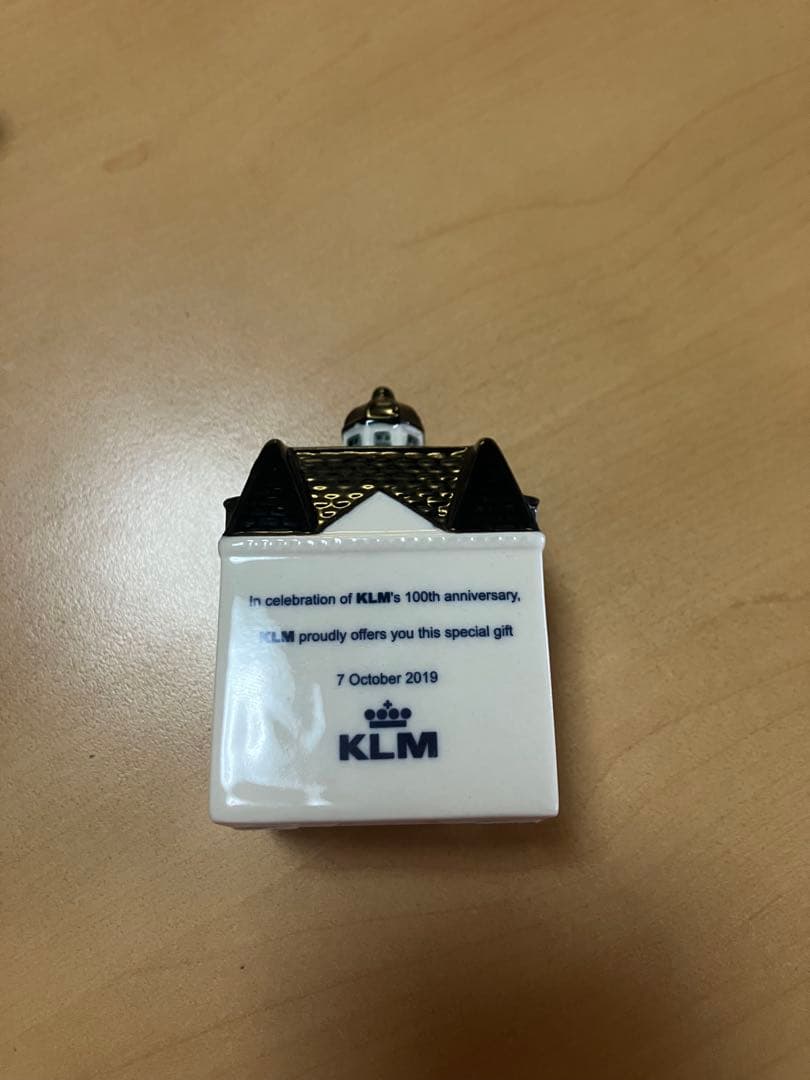 In celebration of KLM's 100th anniversary,
KLM proudly offers you this special gift
7 October 2019
KLM